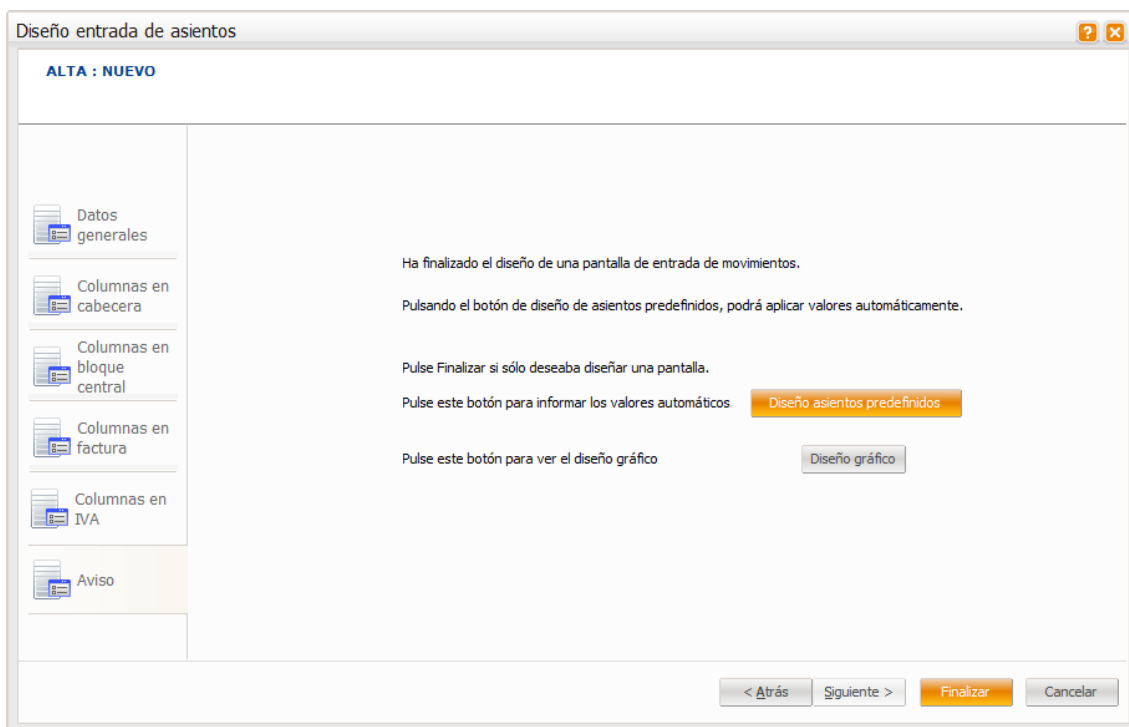 Diseño entrada de asientos
?
ALTA : NUEVO
Datos
generales
Columnas en
cabecera
Columnas en
bloque
central
Columnas en
factura
Columnas en
IVA
Aviso
Ha finalizado el diseño de una pantalla de entrada de movimientos.
Pulsando el botón de diseño de asientos predefinidos, podrá aplicar valores automáticamente.
Pulse Finalizar si sólo deseaba diseñar una pantalla.
Pulse este botón para informar los valores automáticos Diseño asientos predefinidos
Pulse este botón para ver el diseño gráfico Diseño gráfico
< Atrás Siguiente > Finalizar Cancelar